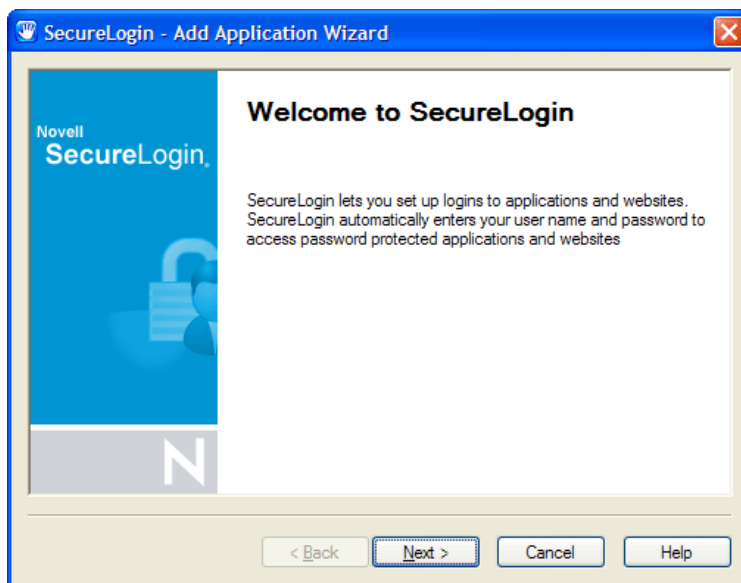 SecureLogin - Add Application Wizard
Novell
SecureLogin®
Welcome to SecureLogin
SecureLogin lets you set up logins to applications and websites.
SecureLogin automatically enters your user name and password to
access password protected applications and websites
N
< Back
Next >
Cancel
Help